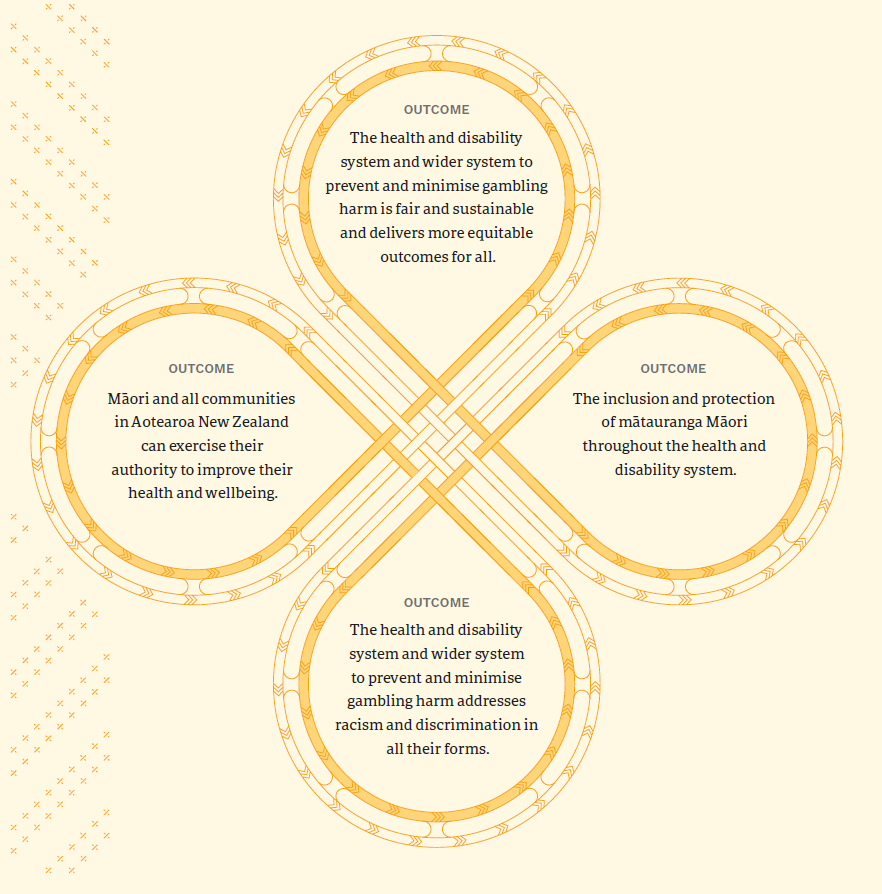 OUTCOME
The health and disability
system and wider system to
prevent and minimise gambling
harm is fair and sustainable
and delivers more equitable
outcomes for all.
OUTCOME
Māori and all communities
in Aotearoa New Zealand
can exercise their
authority to improve their
health and wellbeing.
OUTCOME
The inclusion and protection
of mātauranga Māori
throughout the health and
disability system.
OUTCOME
The health and disability
system and wider system
to prevent and minimise
gambling harm addresses
racism and discrimination in
all their forms.